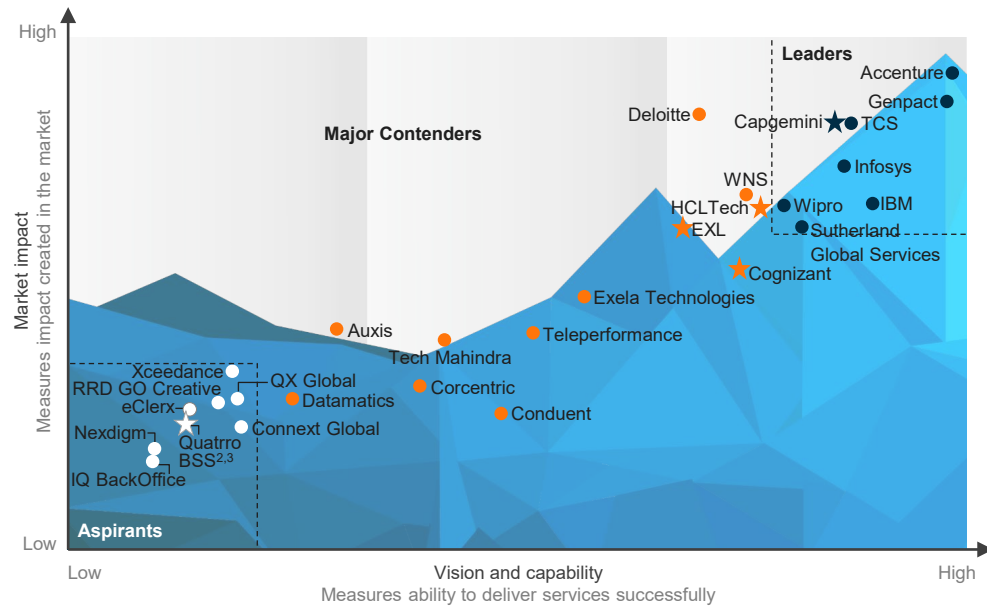 High
Leaders
Accenture
Genpact
Deloitte
Capgemini
TCS
Major Contenders
Infosys
WNS
HCLTech
Wipro
IBM
EXL
Sutherland
Global Services
Cognizant
Market impact
Measures impact created in the market
Exela Technologies
Auxis
Teleperformance
Tech Mahindra
Xceedance
QX Global
RRD GO Creative
Corcentric
Datamatics
eClerx
Conduent
Connext Global
Nexdigm
Quatrro
BSS2,3
IQ BackOffice
Aspirants
Low
Low
Vision and capability
High
Measures ability to deliver services successfully